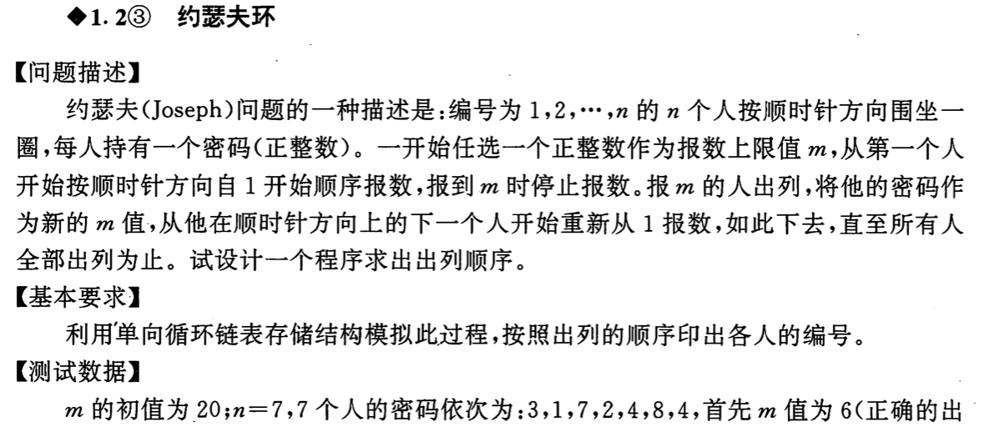 ◆1.2③ 约瑟夫环
【问题描述】
约瑟夫(Joseph)问题的一种描述是:编号为 1,2,…,n 的 n 个人按顺时针方向围坐一
圈,每人持有一个密码(正整数)。一开始任选一个正整数作为报数上限值 m,从第一个人
开始按顺时针方向自 1 开始顺序报数,报到 m 时停止报数。报 m 的人出列,将他的密码作
为新的 m 值,从他在顺时针方向上的下一个人开始重新从 1 报数,如此下去,直至所有人
全部出列为止。试设计一个程序求出出列顺序。
【基本要求】
利用单向循环链表存储结构模拟此过程,按照出列的顺序印出各人的编号。
【测试数据】
m 的初值为 20;n=7,7 个人的密码依次为:3,1,7,2,4,8,4,首先 m 值为 6(正确的出